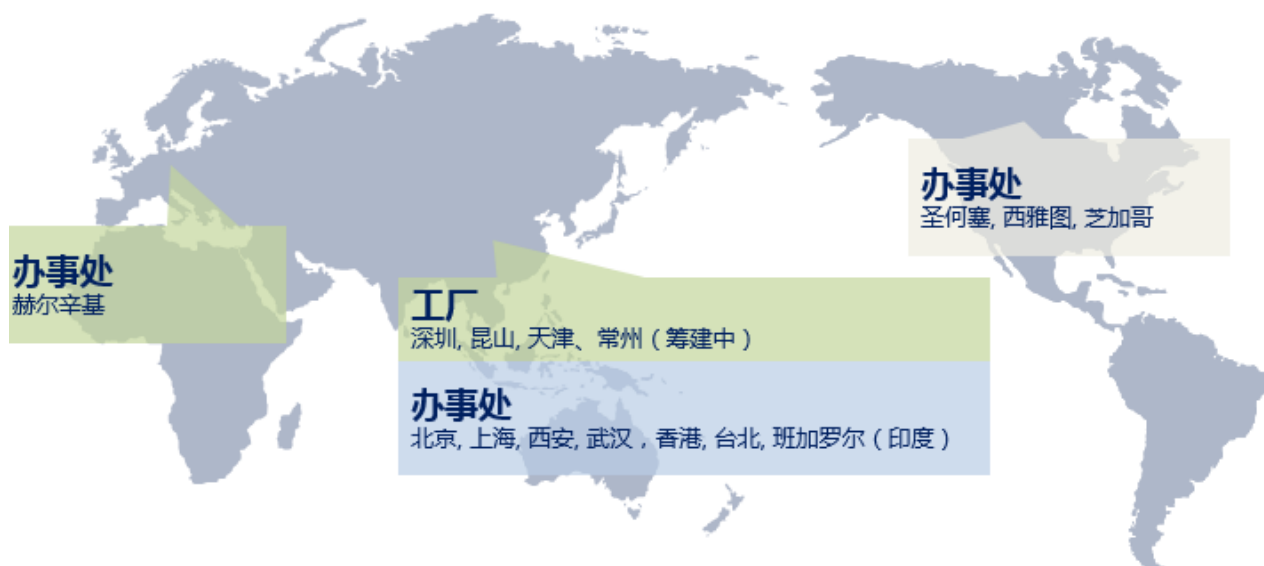 办事处
赫尔辛基
工厂
深圳, 昆山, 天津、常州（筹建中）
办事处
北京, 上海, 西安, 武汉，香港, 台北, 班加罗尔（印度）
办事处
圣何塞, 西雅图, 芝加哥